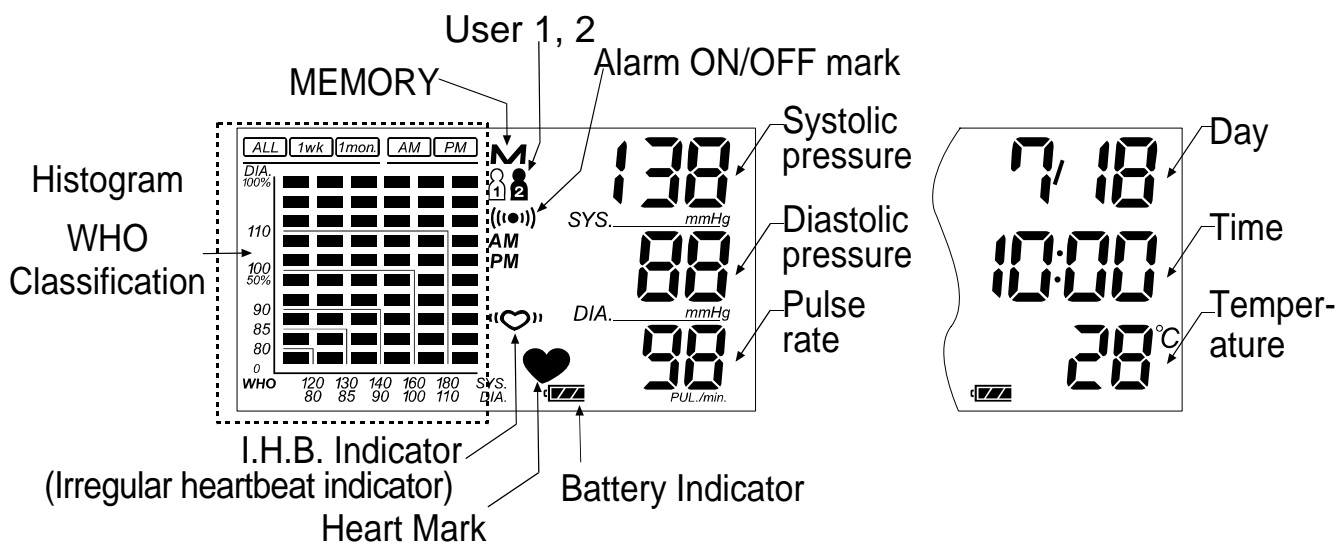 User 1, 2
Alarm ON/OFF mark
MEMORY
Histogram
WHO
Classification
ALL 1wk 1mon. AM PM
DIA.
100%
110
100
50%
90
85
80
0
WHO 120 130 140 160 180 SYS.
80 85 90 100 110 DIA.
M
1 2
AM
PM
138
SYS. mmHg
88
DIA. mmHg
98
PUL./min.
Systolic
pressure
Diastolic
pressure
Pulse
rate
7/18
10:00
28°C
Day
Time
Temper-
ature
I.H.B. Indicator
(Irregular heartbeat indicator)
Heart Mark
Battery Indicator